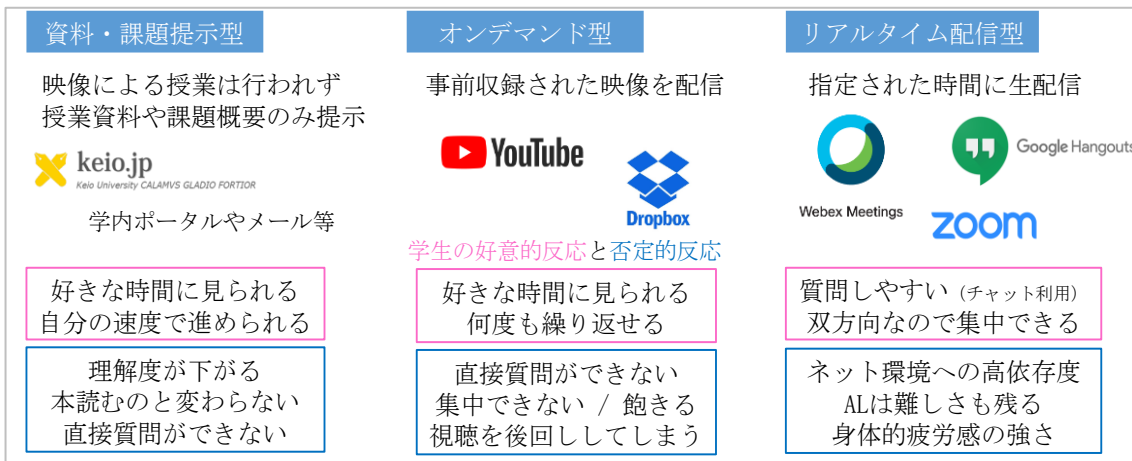 資料・課題提示型
映像による授業は行われず
授業資料や課題概要のみ提示
keio.jp
Keio University CALAMVS GLADIO FORTIOR
学内ポータルやメール等
好きな時間に見られる
自分の速度で進められる
理解度が下がる
本読むのと変わらない
直接質問ができない
オンデマンド型
事前収録された映像を配信
YouTube
Dropbox
学生の好意的反応と否定的反応
好きな時間に見られる
何度も繰り返せる
直接質問ができない
集中できない / 飽きる
視聴を後回ししてしまう
リアルタイム配信型
指定された時間に生配信
Google Hangouts
Webex Meetings
zoom
質問しやすい (チャット利用)
双方向なので集中できる
ネット環境への高依存度
ALは難しさも残る
身体的疲労感の強さ